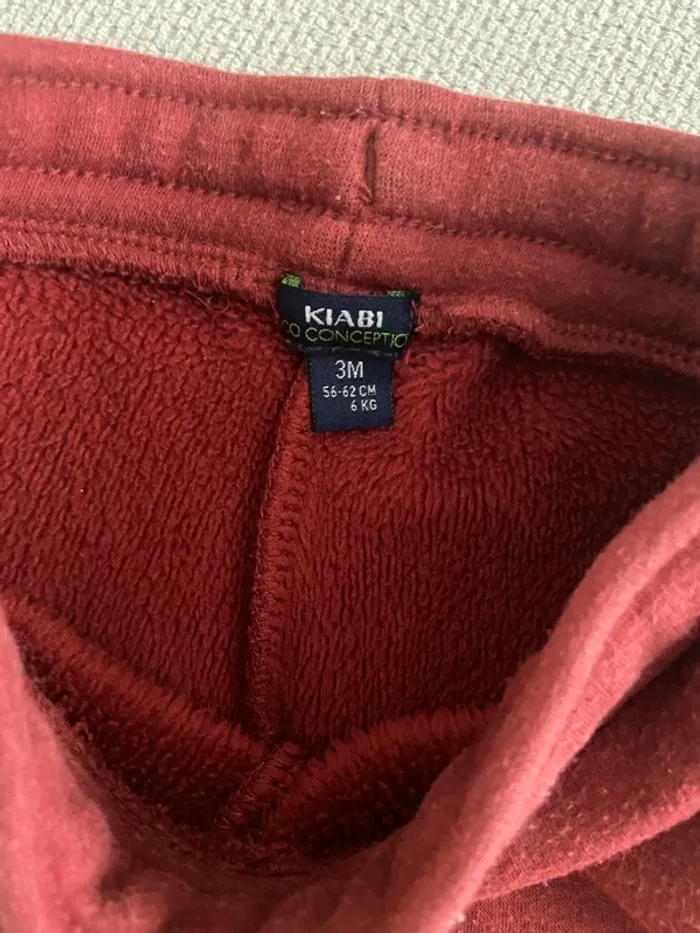 KIABI
CO CONCEPTIO
3M
56-62 CM
6 KG